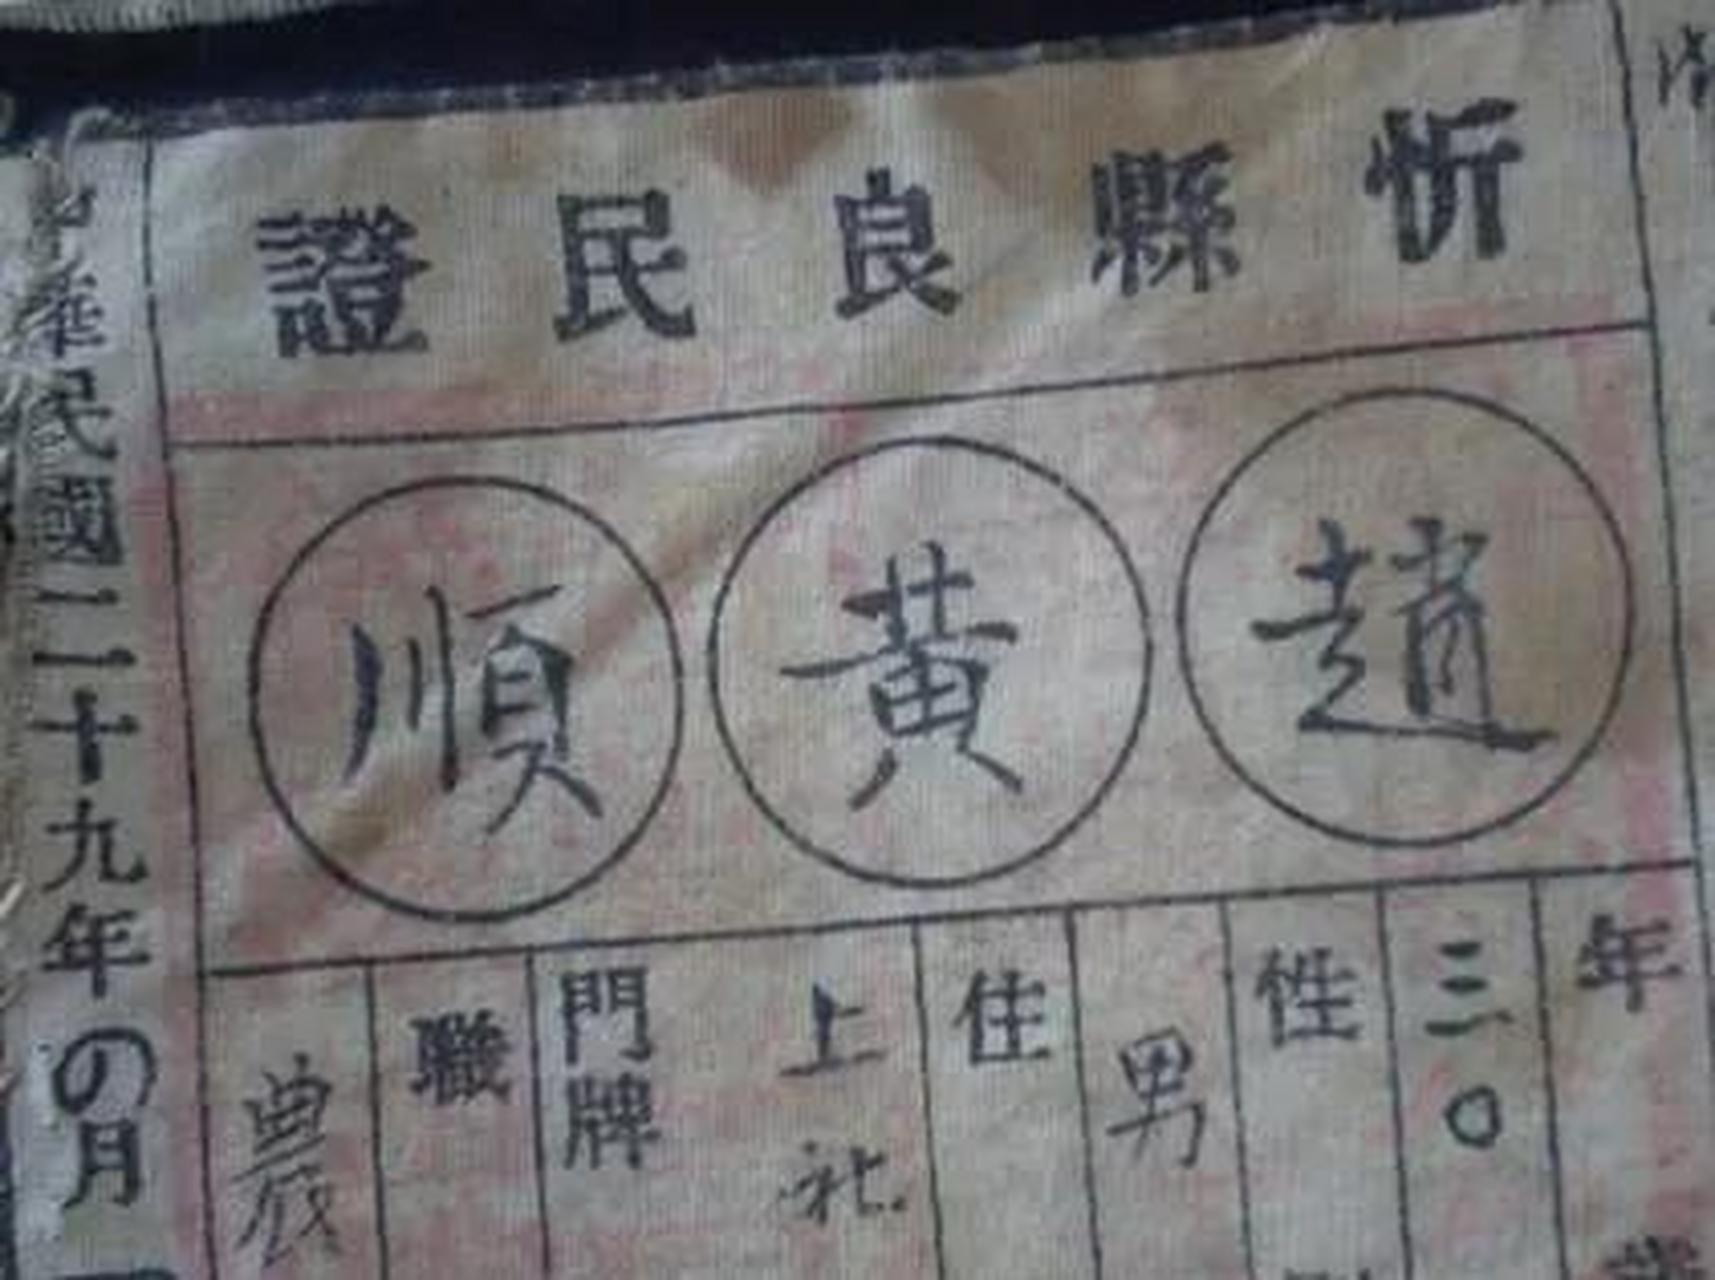 忻縣良民證
趙黃順
年
三〇
性
男
住
上社
門牌
職
農
中華民國二十九年の月